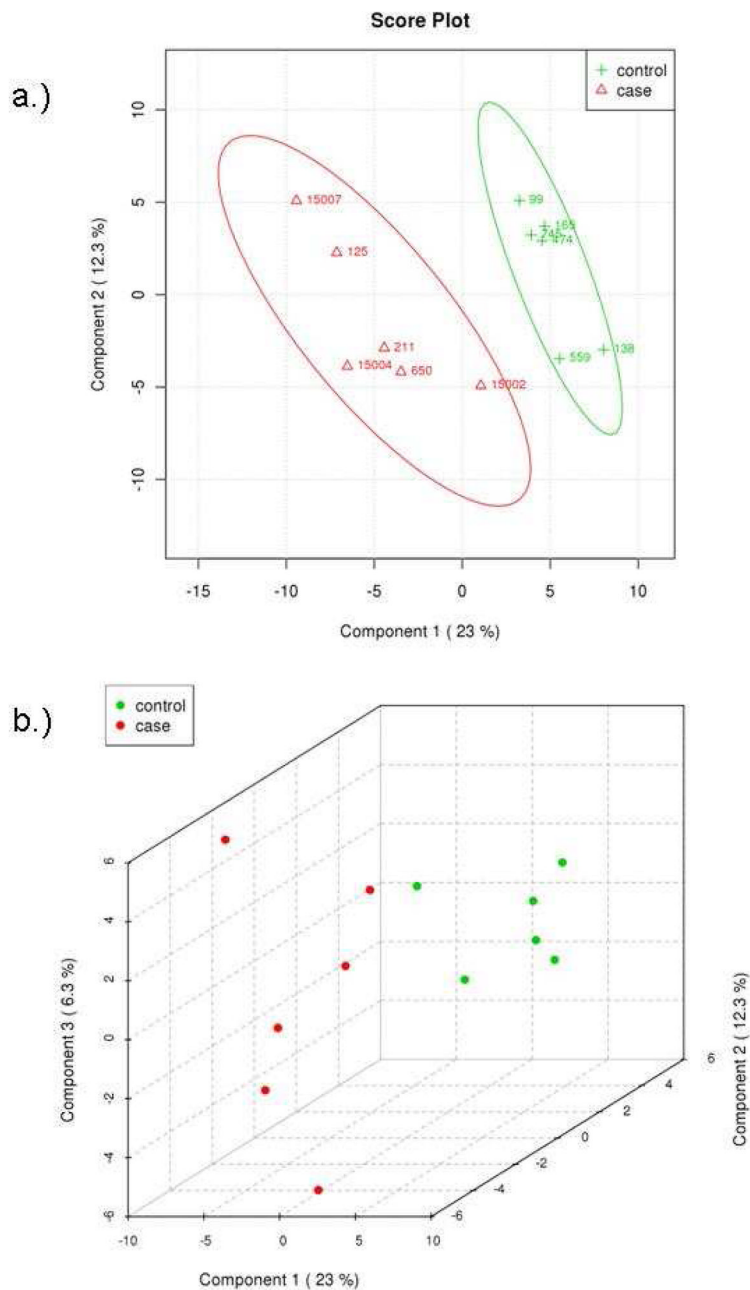 Score Plot
a.)
control
case
10
5
0
-5
-10
Component 2 ( 12.3 %)
15007
125
211
15004
650
15002
99
165
245
474
138
559
-15 -10 -5 0 5 10
Component 1 ( 23 %)
b.)
control
case
6
4
2
0
-2
-4
-6
Component 3 ( 6.3 %)
-10 -5 0 5 10
Component 1 ( 23 %)
-6
-4
-2
0
2
4
6
Component 2 ( 12.3 %)